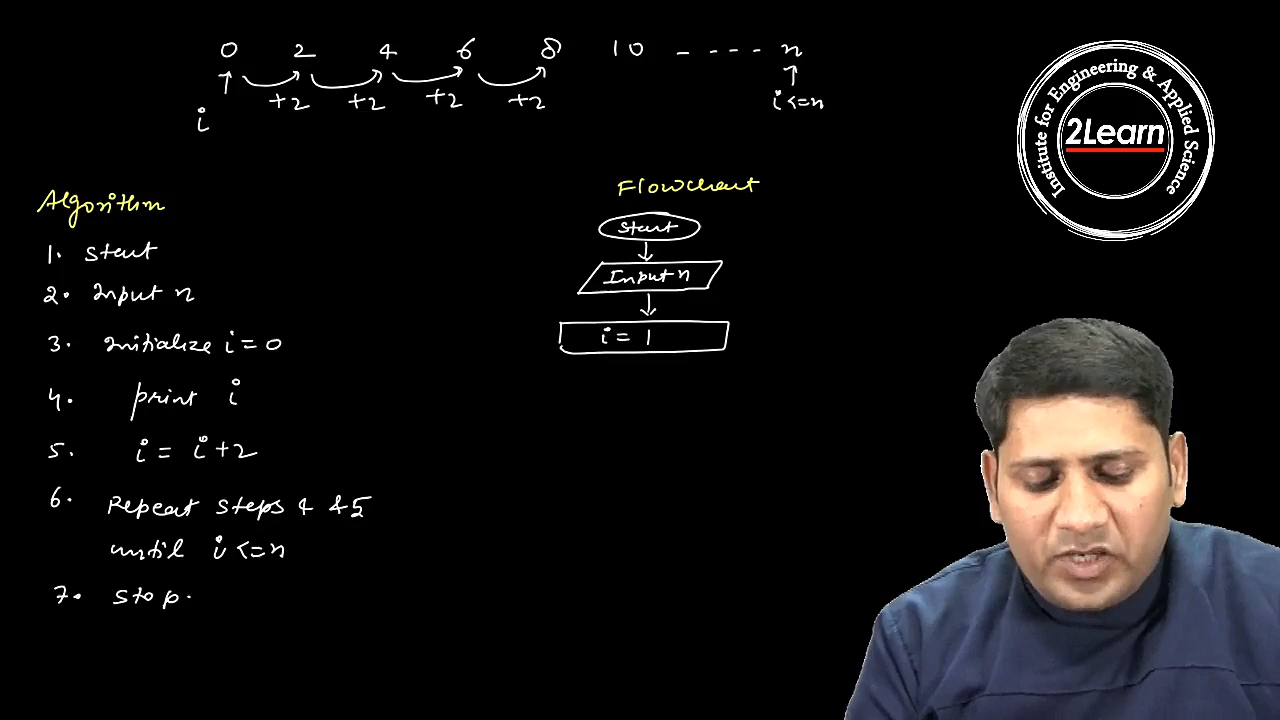 0 2 4 6 8 10 - - - - n
+2 +2 +2 +2 i<=n
i
Institute for Engineering & Applied Science
2Learn
Algorithm
1. Start
2. Input n
3. Initialize i=0
4. print i
5. i = i+2
6. Repeat steps 4 & 5
until i<=n
7. Stop.
Flowchart
Start
Input n
i = 1